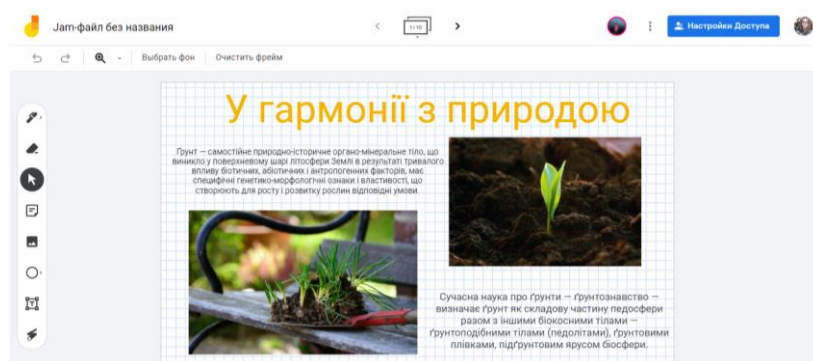 Jam-файл без названия
1/10
Настройки Доступа
Выбрать фон
Очистить фрейм
У гармонії з природою
Ґрунт — самостійне природно-історичне органо-мінеральне тіло, що
виникло у поверхневому шарі літосфери Землі в результаті тривалого
впливу біотичних, абіотичних і антропогенних факторів, має
специфічні генетико-морфологічні ознаки і властивості, що
створюють для росту і розвитку рослин відповідні умови.
Сучасна наука про ґрунти — ґрунтознавство —
визначає ґрунт як складову частину педосфери
разом з іншими біокосними тілами —
ґрунтоподібними тілами (педолітами), ґрунтовими
плівками, підґрунтовим ярусом біосфери.